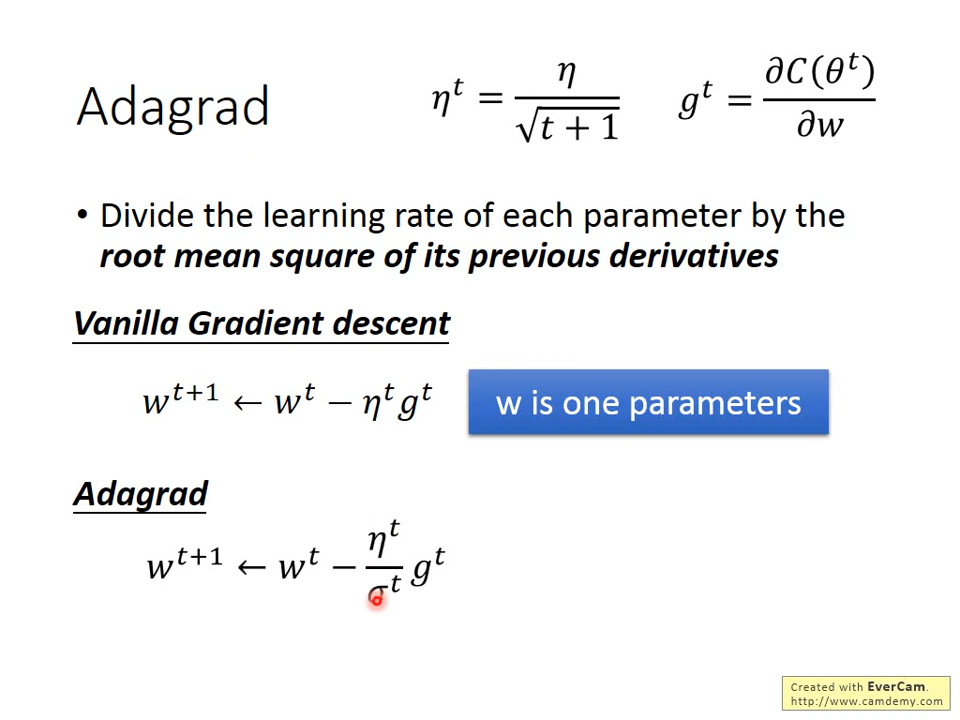 Adagrad
η^t = η / √(t + 1)
g^t = ∂C(θ^t) / ∂w
• Divide the learning rate of each parameter by the
root mean square of its previous derivatives
Vanilla Gradient descent
w^{t+1} ← w^t − η^t g^t
w is one parameters
Adagrad
w^{t+1} ← w^t − (η^t / σ^t) g^t
Created with EverCam.
http://www.camdemy.com